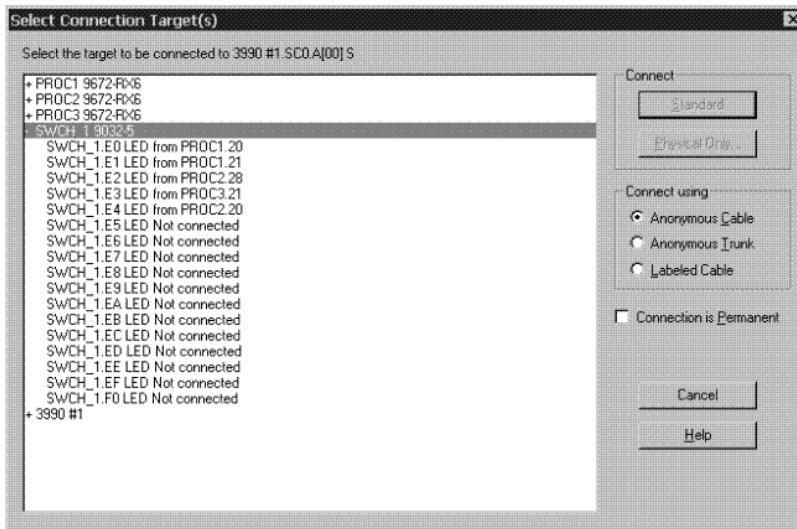 Select Connection Target(s)
Select the target to be connected to 3990 #1.SC0.A[00] S
+ PROC1 9672-RX6
+ PROC2 9672-RX6
+ PROC3 9672-RX6
- SWCH_1 9032-5
SWCH_1.E0 LED from PROC1.20
SWCH_1.E1 LED from PROC1.21
SWCH_1.E2 LED from PROC2.28
SWCH_1.E3 LED from PROC3.21
SWCH_1.E4 LED from PROC2.20
SWCH_1.E5 LED Not connected
SWCH_1.E6 LED Not connected
SWCH_1.E7 LED Not connected
SWCH_1.E8 LED Not connected
SWCH_1.E9 LED Not connected
SWCH_1.EA LED Not connected
SWCH_1.EB LED Not connected
SWCH_1.EC LED Not connected
SWCH_1.ED LED Not connected
SWCH_1.EE LED Not connected
SWCH_1.EF LED Not connected
SWCH_1.F0 LED Not connected
+ 3990 #1
Connect
Standard
Physical Only...
Connect using
Anonymous Cable
Anonymous Trunk
Labeled Cable
Connection is Permanent
Cancel
Help